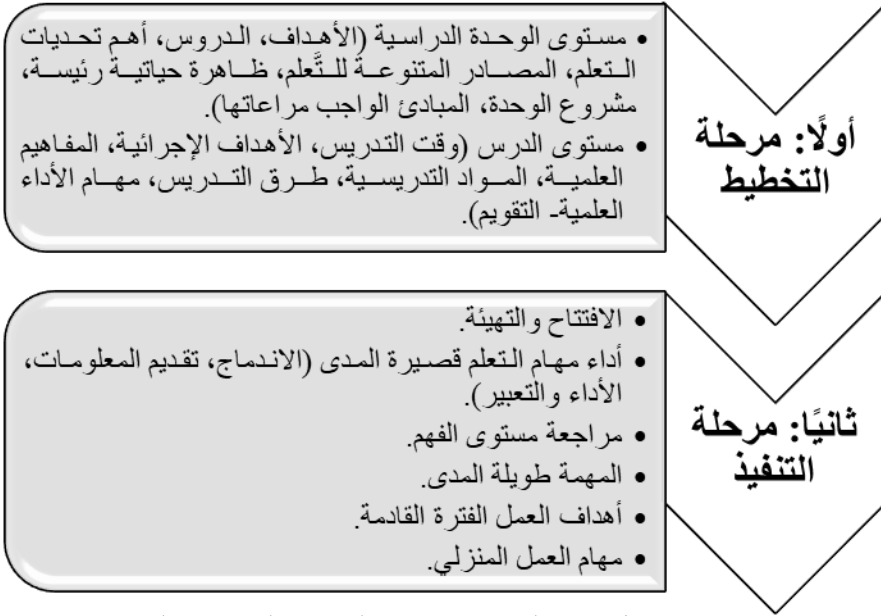 أولًا: مرحلة
التخطيط
• مستوى الوحدة الدراسية (الأهداف، الدروس، أهم تحديات
التعلم، المصادر المتنوعة للتَّعلم، ظاهرة حياتية رئيسة،
مشروع الوحدة، المبادئ الواجب مراعاتها).
• مستوى الدرس (وقت التدريس، الأهداف الإجرائية، المفاهيم
العلمية، المواد التدريسية، طرق التدريس، مهام الأداء
العلمية- التقويم).
ثانيًا: مرحلة
التنفيذ
• الافتتاح والتهيئة.
• أداء مهام التعلم قصيرة المدى (الاندماج، تقديم المعلومات،
الأداء والتعبير).
• مراجعة مستوى الفهم.
• المهمة طويلة المدى.
• أهداف العمل الفترة القادمة.
• مهام العمل المنزلي.